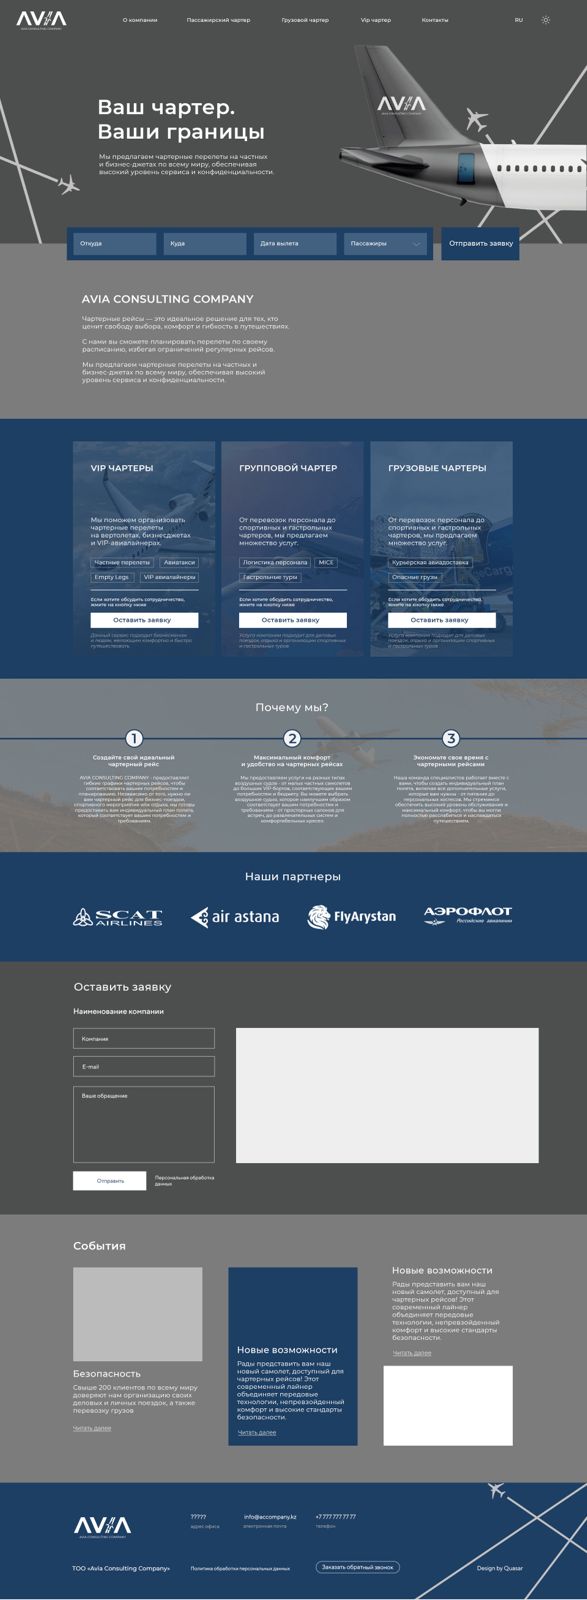 AVIA
AVIA CONSULTING COMPANY
О компании
Пассажирский чартер
Грузовой чартер
Vip чартер
Контакты
RU
AVIA
AVIA CONSULTING COMPANY
Ваш чартер.
Ваши границы
Мы предлагаем чартерные перелеты на частных
и бизнес-джетах по всему миру, обеспечивая
высокий уровень сервиса и конфиденциальности.
Откуда
Куда
Дата вылета
Пассажиры
Отправить заявку
AVIA CONSULTING COMPANY
Чартерные рейсы — это идеальное решение для тех, кто
ценит свободу выбора, комфорт и гибкость в путешествиях.
С нами вы сможете планировать перелеты по своему
расписанию, избегая ограничений регулярных рейсов.
Мы предлагаем чартерные перелеты на частных и
бизнес-джетах по всему миру, обеспечивая высокий
уровень сервиса и конфиденциальности.
VIP ЧАРТЕРЫ
Мы поможем организовать
чартерные перелеты
на вертолетах, бизнесджетах
и VIP-авиалайнерах.
Частные перелеты
Авиатакси
Empty Legs
VIP авиалайнеры
Если хотите обсудить сотрудничество,
жмите на кнопку ниже
Оставить заявку
Данный сервис подходит бизнесменам
и людям, желающим комфортно и быстро
путешествовать
ГРУППОВОЙ ЧАРТЕР
От перевозок персонала до
спортивных и гастрольных
чартеров, мы предлагаем
множество услуг.
Логистика персонала
MICE
Гастрольные туры
Если хотите обсудить сотрудничество,
жмите на кнопку ниже
Оставить заявку
Услуга компании подходит для деловых
поездок, отдыха и организации спортивных
и гастрольных туров
ГРУЗОВЫЕ ЧАРТЕРЫ
От перевозок персонала до
спортивных и гастрольных
чартеров, мы предлагаем
множество услуг.
Курьерская авиадоставка
Опасные грузы
Если хотите обсудить сотрудничество,
жмите на кнопку ниже
Оставить заявку
Услуга компании подходит для деловых
поездок, отдыха и организации спортивных
и гастрольных туров
Почему мы?
1
Создайте свой идеальный
чартерный рейс
AVIA CONSULTING COMPANY - предоставляет
гибкие графики чартерных рейсов, чтобы
соответствовать вашим потребностям и
планированию. Независимо от того, нужно ли
вам чартерный рейс для бизнес-поездки,
спортивного мероприятия или отдыха, мы готовы
предоставить вам индивидуальный план полета,
который соответствует вашим потребностям и
требованиям.
2
Максимальный комфорт
и удобство на чартерных рейсах
Мы предоставляем услуги на разных типах
воздушных судов - от малых частных самолетов
до больших VIP-бортов, соответствующих вашим
потребностям и бюджету. Вы можете выбрать
воздушное судно, которое наилучшим образом
соответствует вашим потребностям и
требованиям - от просторных салонов для
встреч, до развлекательных систем и
комфортабельных кресел.
3
Экономьте свое время с
чартерными рейсами
Наша команда специалистов работает вместе с
вами, чтобы создать индивидуальный план
полета, включая все дополнительные услуги,
которые вам нужны - от питания до
персональных хостесов. Мы стремимся
обеспечить высокий уровень обслуживания и
максимальный комфорт, чтобы вы могли
полностью расслабиться и наслаждаться
путешествием.
Наши партнеры
SCAT
AIRLINES
air astana
FlyArystan
АЭРОФЛОТ
Российские авиалинии
Оставить заявку
Наименование компании
Компания
E-mail
Ваше обращение
Отправить
Персональная обработка
данных
События
Безопасность
Свыше 200 клиентов по всему миру
доверяют нам организацию своих
деловых и личных поездок, а также
перевозку грузов
Читать далее
Новые возможности
Рады представить вам наш
новый самолет, доступный для
чартерных рейсов! Этот
современный лайнер
объединяет передовые
технологии, непревзойденный
комфорт и высокие стандарты
безопасности.
Читать далее
Новые возможности
Рады представить вам наш
новый самолет, доступный для
чартерных рейсов! Этот
современный лайнер
объединяет передовые
технологии, непревзойденный
комфорт и высокие стандарты
безопасности.
Читать далее
AVIA
AVIA CONSULTING COMPANY
?????
адрес офиса
info@accompany.kz
электронная почта
+7 777 777 77 77
телефон
ТОО «Avia Consulting Company»
Политика обработки персональных данных
Заказать обратный звонок
Design by Quasar